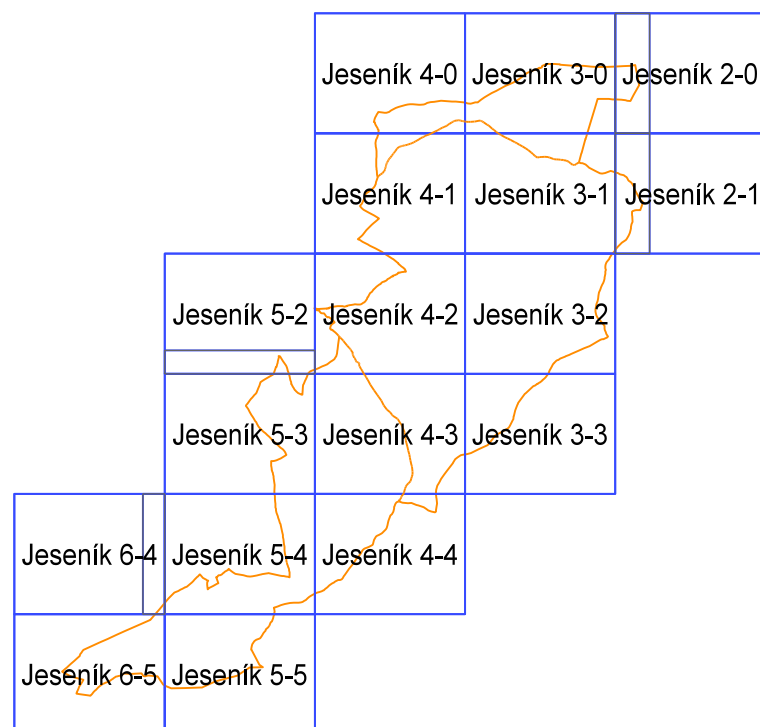 Jeseník 4-0
Jeseník 3-0
Jeseník 2-0
Jeseník 4-1
Jeseník 3-1
Jeseník 2-1
Jeseník 5-2
Jeseník 4-2
Jeseník 3-2
Jeseník 5-3
Jeseník 4-3
Jeseník 3-3
Jeseník 6-4
Jeseník 5-4
Jeseník 4-4
Jeseník 6-5
Jeseník 5-5